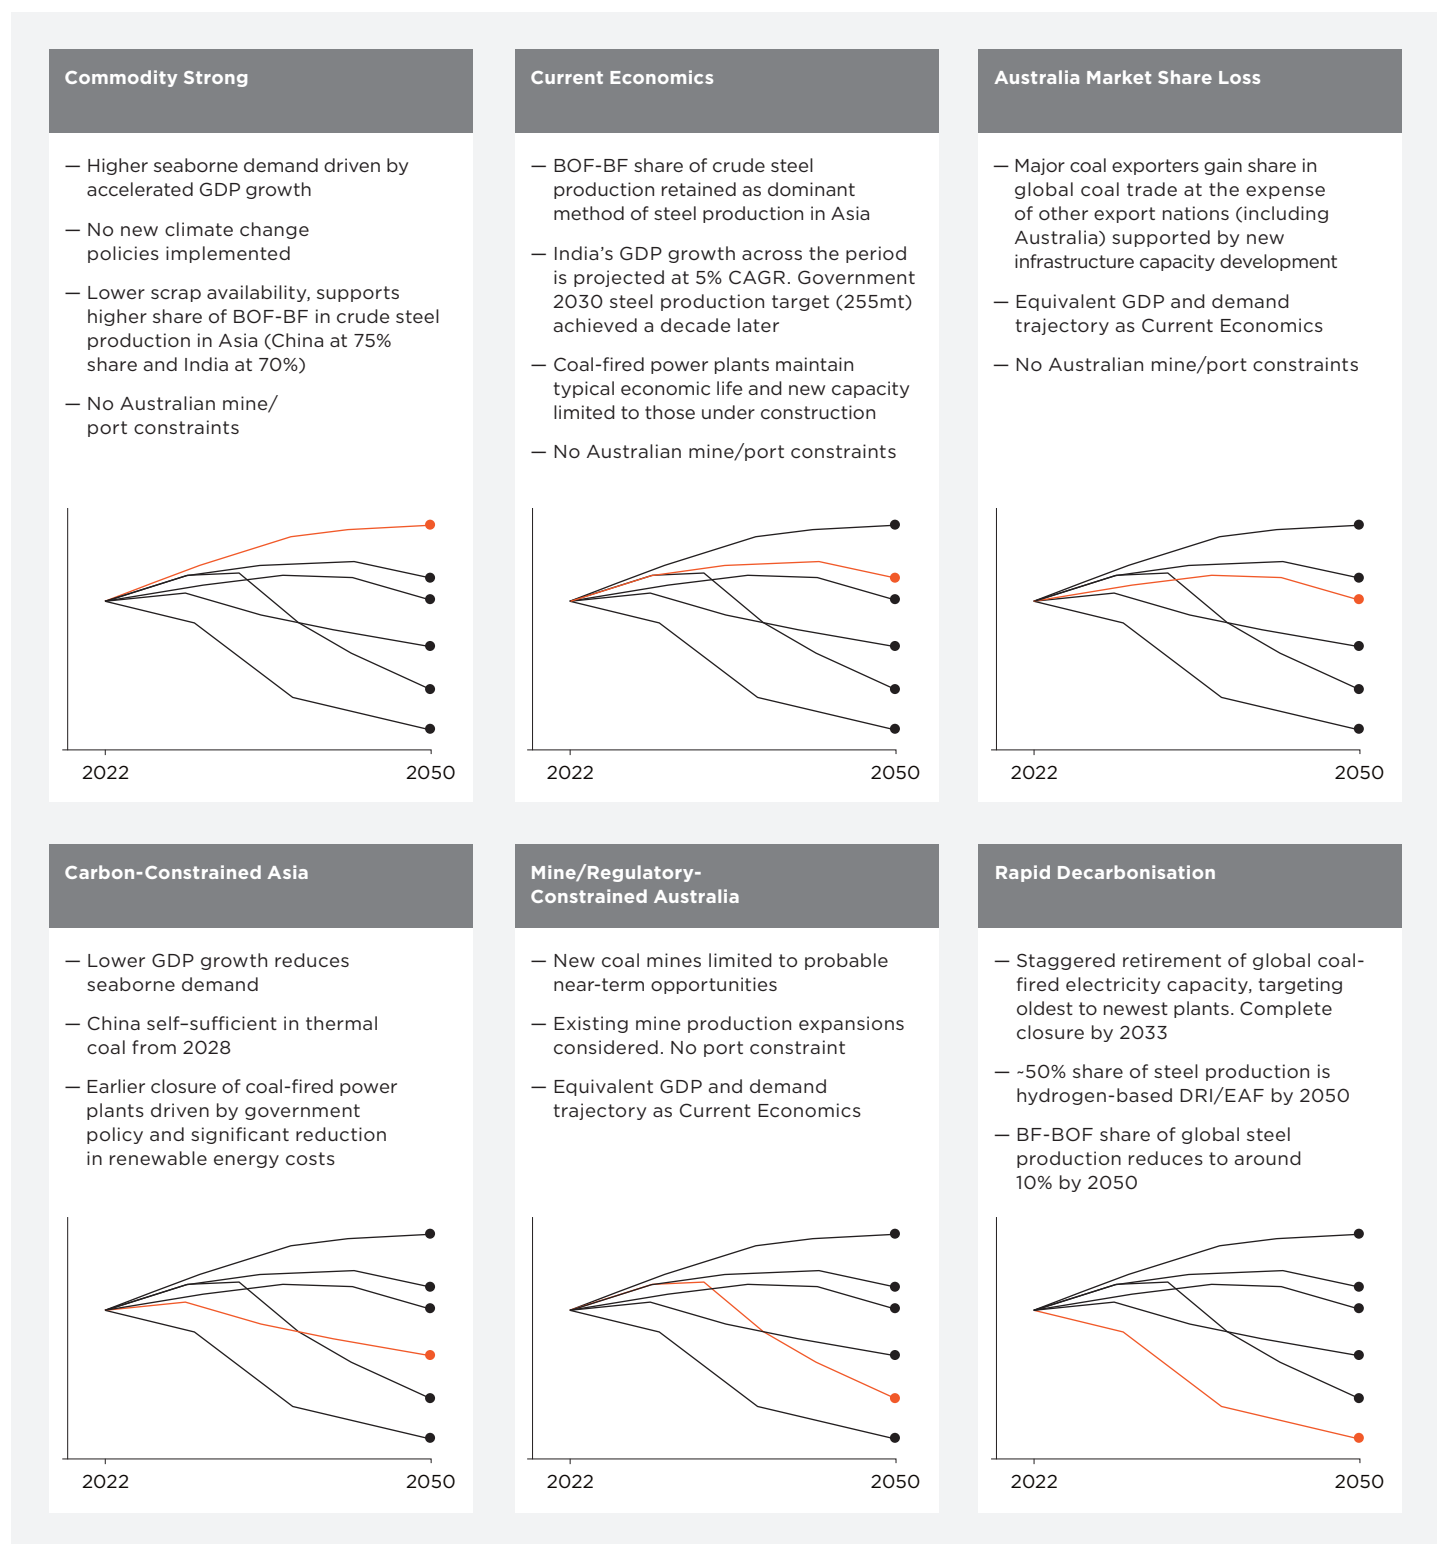 Commodity Strong
— Higher seaborne demand driven by
accelerated GDP growth
— No new climate change
policies implemented
— Lower scrap availability, supports
higher share of BOF-BF in crude steel
production in Asia (China at 75%
share and India at 70%)
— No Australian mine/
port constraints
2022
2050
Current Economics
— BOF-BF share of crude steel
production retained as dominant
method of steel production in Asia
— India’s GDP growth across the period
is projected at 5% CAGR. Government
2030 steel production target (255mt)
achieved a decade later
— Coal-fired power plants maintain
typical economic life and new capacity
limited to those under construction
— No Australian mine/port constraints
2022
2050
Australia Market Share Loss
— Major coal exporters gain share in
global coal trade at the expense
of other export nations (including
Australia) supported by new
infrastructure capacity development
— Equivalent GDP and demand
trajectory as Current Economics
— No Australian mine/port constraints
2022
2050
Carbon-Constrained Asia
— Lower GDP growth reduces
seaborne demand
— China self–sufficient in thermal
coal from 2028
— Earlier closure of coal-fired power
plants driven by government
policy and significant reduction
in renewable energy costs
2022
2050
Mine/Regulatory-
Constrained Australia
— New coal mines limited to probable
near-term opportunities
— Existing mine production expansions
considered. No port constraint
— Equivalent GDP and demand
trajectory as Current Economics
2022
2050
Rapid Decarbonisation
— Staggered retirement of global coal-
fired electricity capacity, targeting
oldest to newest plants. Complete
closure by 2033
— ~50% share of steel production is
hydrogen-based DRI/EAF by 2050
— BF-BOF share of global steel
production reduces to around
10% by 2050
2022
2050